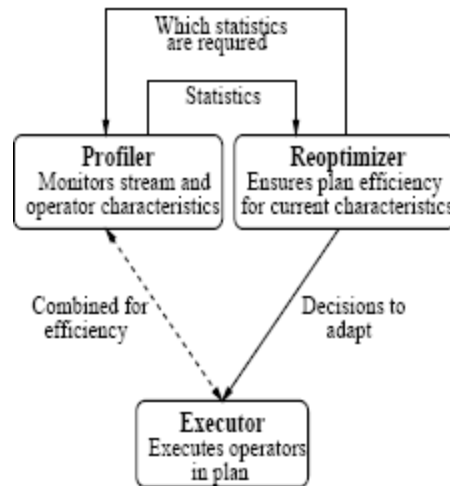 Which statistics
are required
Statistics
Profiler
Monitors stream and
operator characteristics
Reoptimizer
Ensures plan efficiency
for current characteristics
Combined for
efficiency
Decisions to
adapt
Executor
Executes operators
in plan